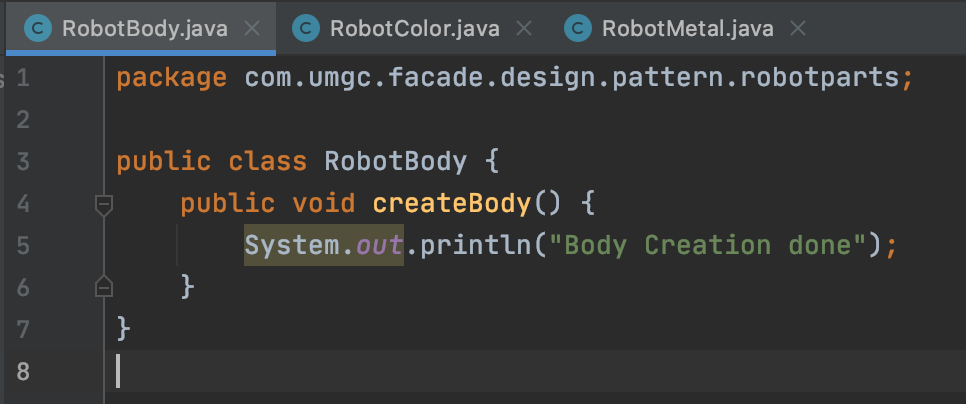 RobotBody.java RobotColor.java RobotMetal.java
1 package com.umgc.facade.design.pattern.robotparts;
2
3 public class RobotBody {
4 public void createBody() {
5 System.out.println("Body Creation done");
6 }
7 }
8